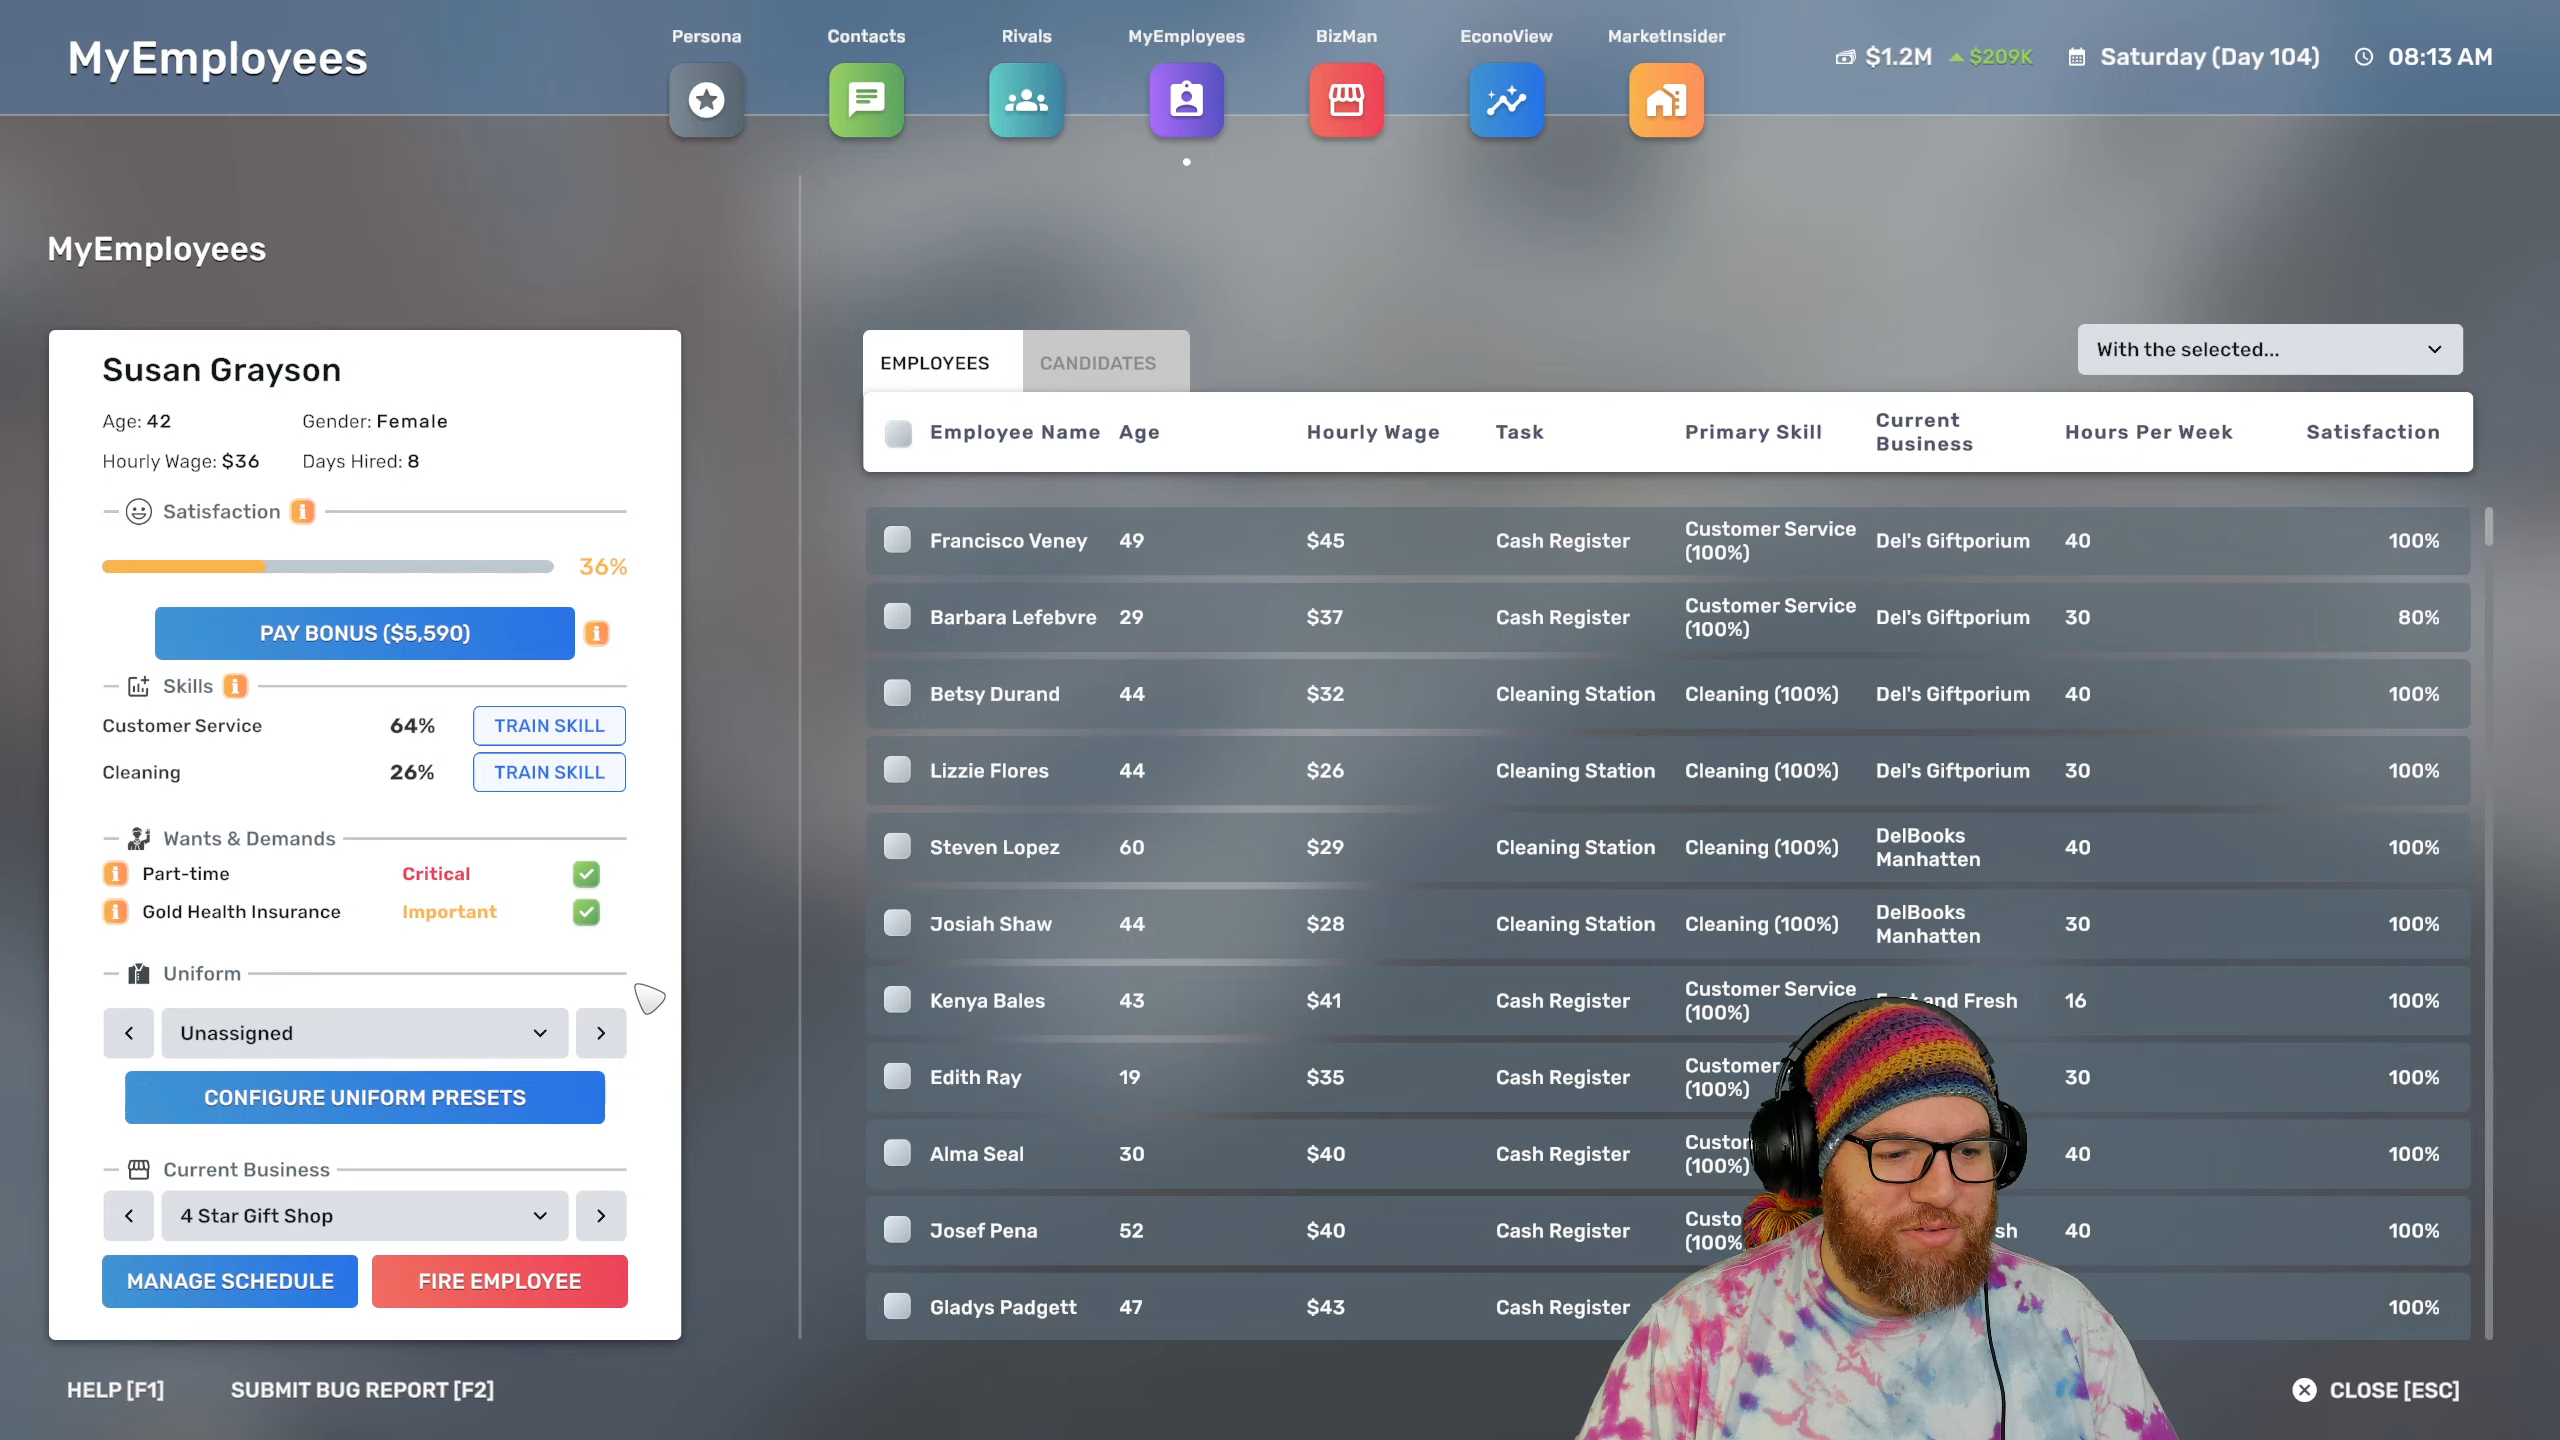 MyEmployees
Persona
Contacts
Rivals
MyEmployees
BizMan
EconoView
MarketInsider
$1.2M
$209K
Saturday (Day 104)
08:13 AM
MyEmployees
Susan Grayson
Age: 42
Gender: Female
Hourly Wage: $36
Days Hired: 8
Satisfaction
36%
PAY BONUS ($5,590)
Skills
Customer Service 64% TRAIN SKILL
Cleaning 26% TRAIN SKILL
Wants & Demands
Part-time Critical
Gold Health Insurance Important
Uniform
Unassigned
CONFIGURE UNIFORM PRESETS
Current Business
4 Star Gift Shop
MANAGE SCHEDULE
FIRE EMPLOYEE
EMPLOYEES
CANDIDATES
With the selected...
Employee Name Age Hourly Wage Task Primary Skill Current Business Hours Per Week Satisfaction
Francisco Veney 49 $45 Cash Register Customer Service (100%) Del's Giftporium 40 100%
Barbara Lefebvre 29 $37 Cash Register Customer Service (100%) Del's Giftporium 30 80%
Betsy Durand 44 $32 Cleaning Station Cleaning (100%) Del's Giftporium 40 100%
Lizzie Flores 44 $26 Cleaning Station Cleaning (100%) Del's Giftporium 30 100%
Steven Lopez 60 $29 Cleaning Station Cleaning (100%) DelBooks Manhatten 40 100%
Josiah Shaw 44 $28 Cleaning Station Cleaning (100%) DelBooks Manhatten 30 100%
Kenya Bales 43 $41 Cash Register Customer Service (100%) and Fresh 16 100%
Edith Ray 19 $35 Cash Register Customer (100%) 30 100%
Alma Seal 30 $40 Cash Register (100%) 40 100%
Josef Pena 52 $40 Cash Register (100% 40 100%
Gladys Padgett 47 $43 Cash Register 100%
HELP [F1]
SUBMIT BUG REPORT [F2]
CLOSE [ESC]